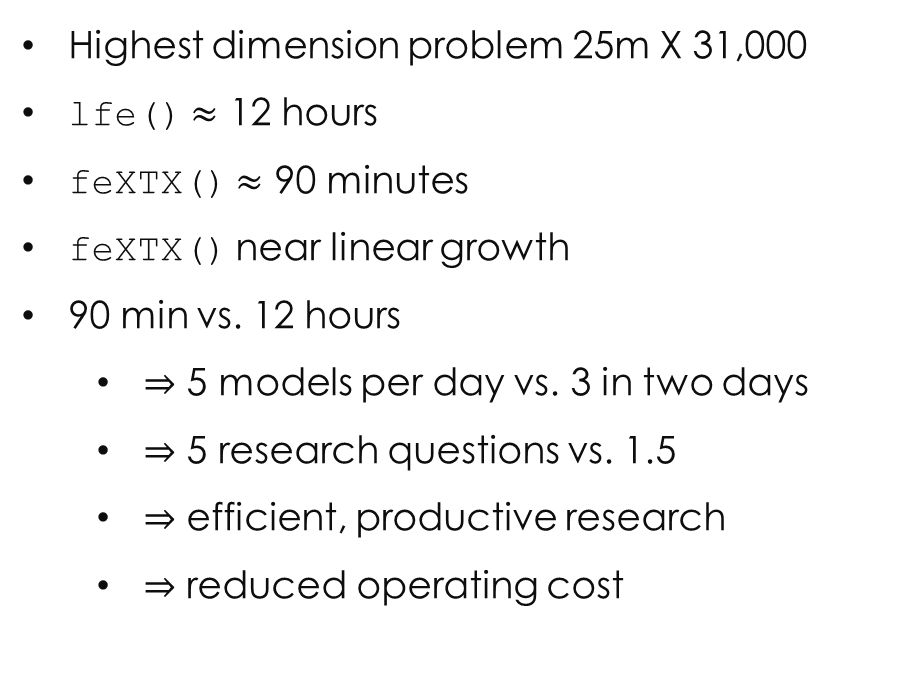 • Highest dimension problem 25m X 31,000
• lfe() ≈ 12 hours
• feXTX() ≈ 90 minutes
• feXTX() near linear growth
• 90 min vs. 12 hours
• ⇒ 5 models per day vs. 3 in two days
• ⇒ 5 research questions vs. 1.5
• ⇒ efficient, productive research
• ⇒ reduced operating cost